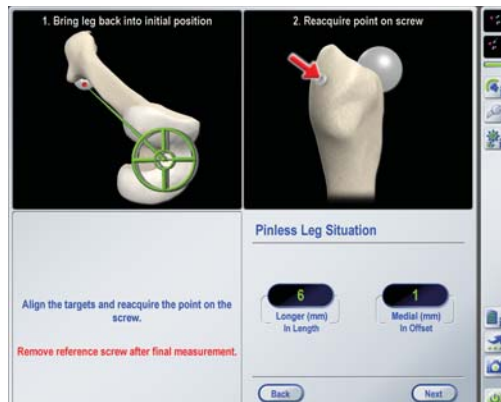 1. Bring leg back into initial position
2. Reacquire point on screw
Align the targets and reacquire the point on the
screw.
Remove reference screw after final measurement.
Pinless Leg Situation
6
Longer (mm)
In Length
1
Medial (mm)
In Offset
Back
Next